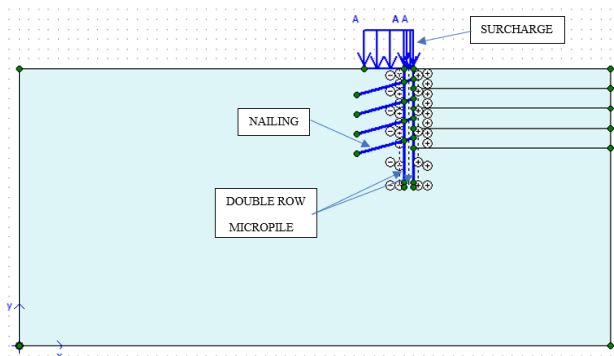 A A A
SURCHARGE
NAILING
DOUBLE ROW
MICROPILE
y
x